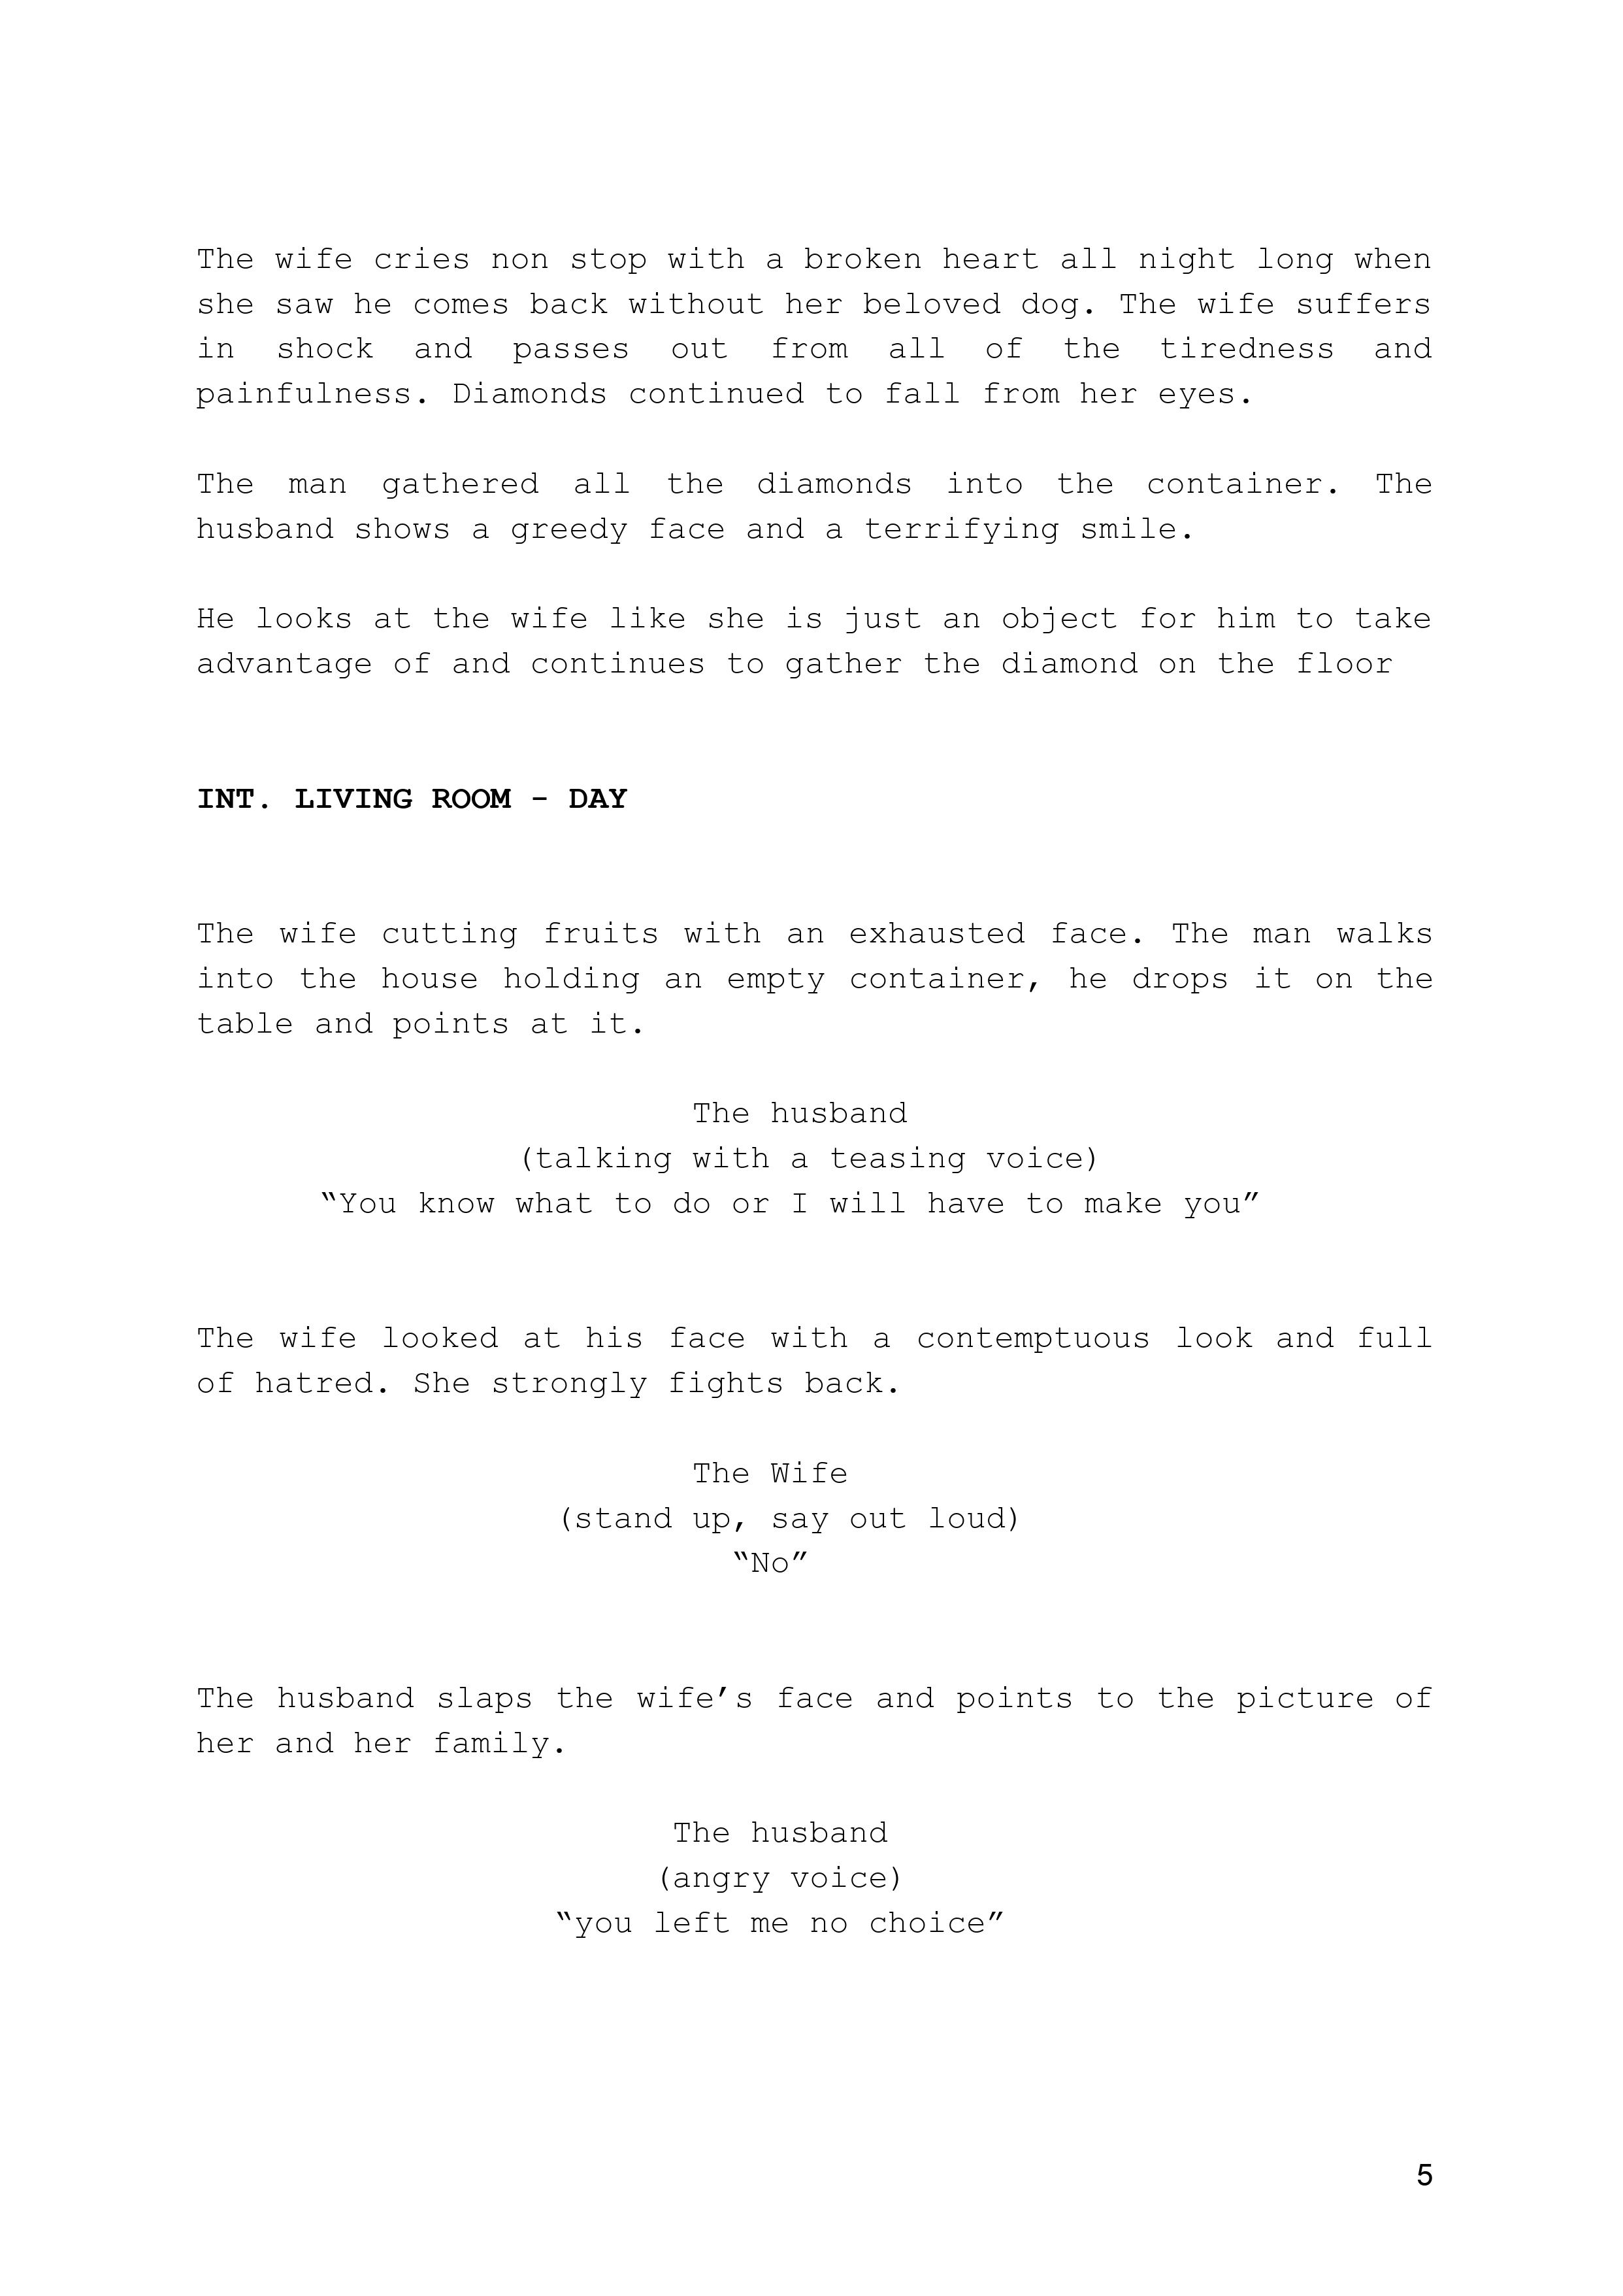 The wife cries non stop with a broken heart all night long when
she saw he comes back without her beloved dog. The wife suffers
in shock and passes out from all of the tiredness and
painfulness. Diamonds continued to fall from her eyes.
The man gathered all the diamonds into the container. The
husband shows a greedy face and a terrifying smile.
He looks at the wife like she is just an object for him to take
advantage of and continues to gather the diamond on the floor
INT. LIVING ROOM - DAY
The wife cutting fruits with an exhausted face. The man walks
into the house holding an empty container, he drops it on the
table and points at it.
The husband
(talking with a teasing voice)
“You know what to do or I will have to make you”
The wife looked at his face with a contemptuous look and full
of hatred. She strongly fights back.
The Wife
(stand up, say out loud)
“No”
The husband slaps the wife’s face and points to the picture of
her and her family.
The husband
(angry voice)
“you left me no choice”
5